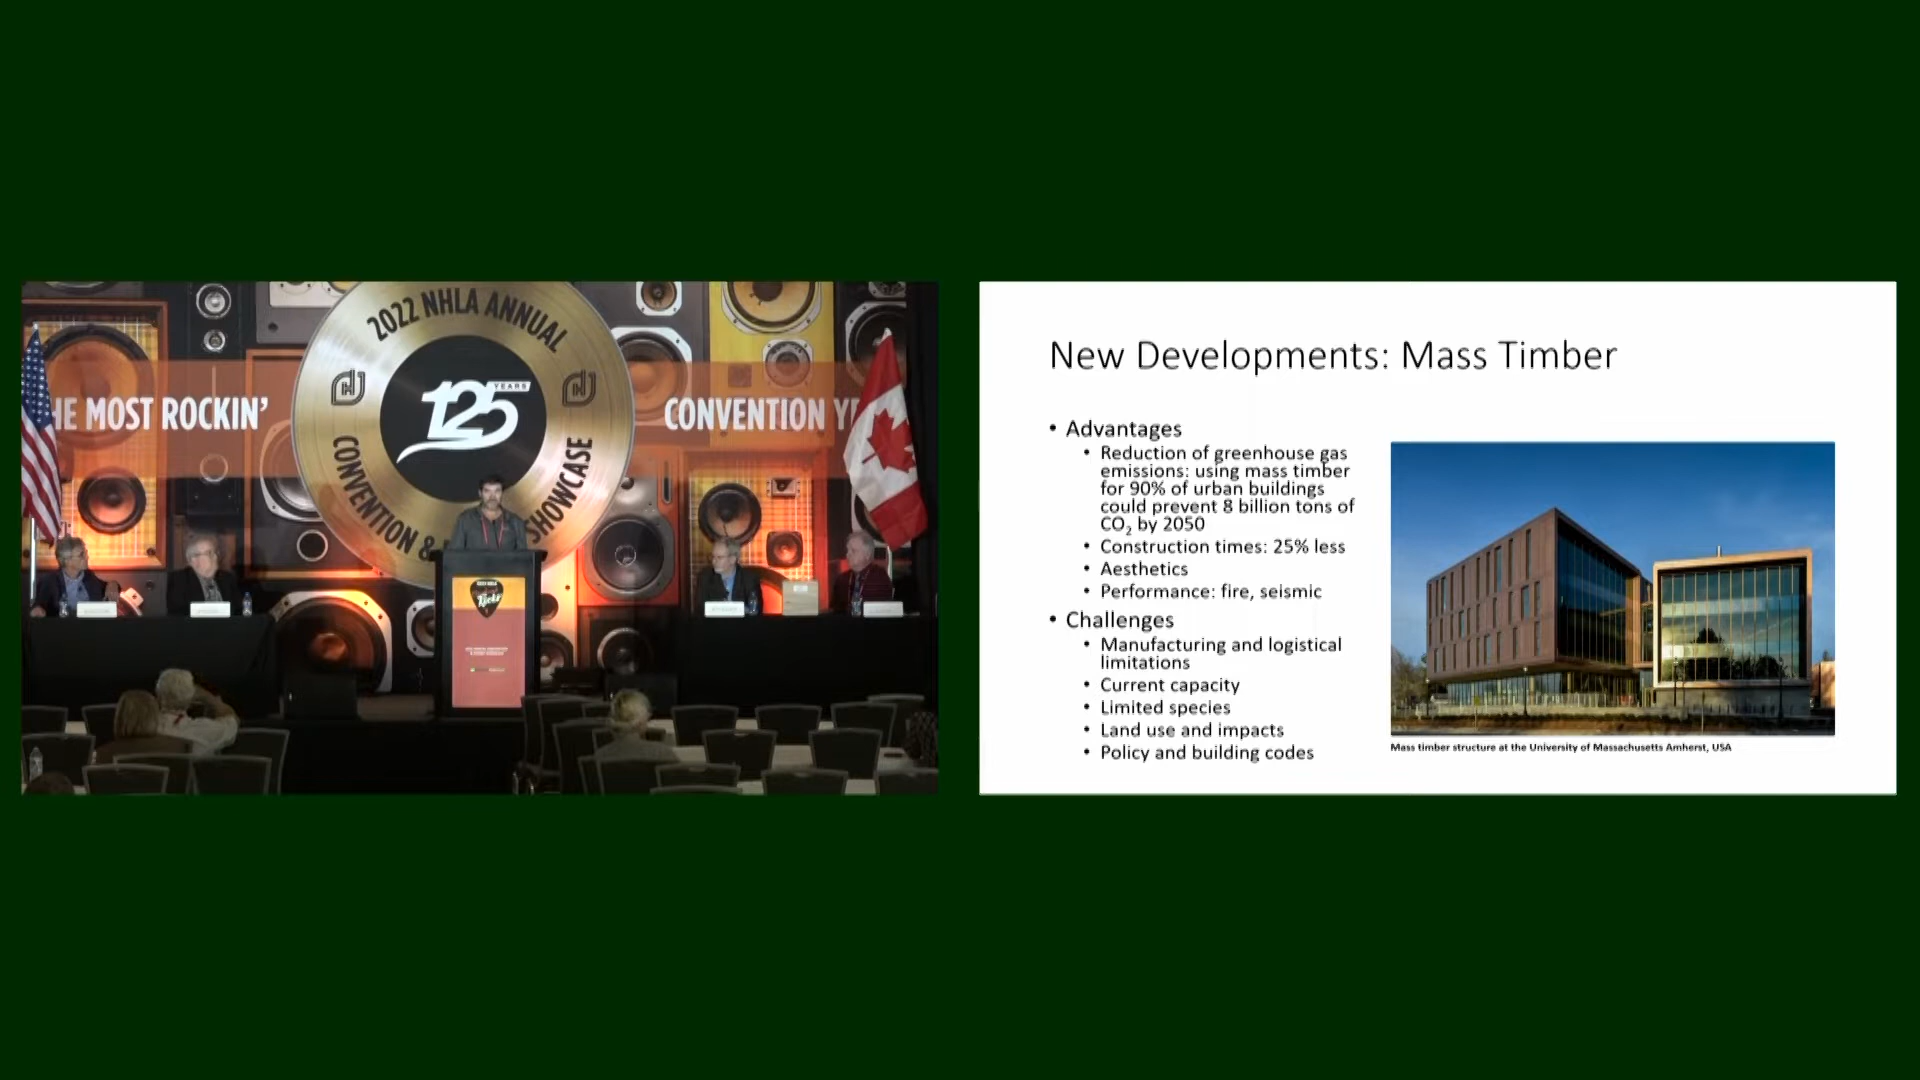 2022 NHLA ANNUAL
HE MOST ROCKIN'
125
YEARS
CONVENTION Y
CONVENTION &
SHOWCASE
Rocks
New Developments: Mass Timber
• Advantages
• Reduction of greenhouse gas
emissions: using mass timber
for 90% of urban buildings
could prevent 8 billion tons of
CO₂ by 2050
• Construction times: 25% less
• Aesthetics
• Performance: fire, seismic
• Challenges
• Manufacturing and logistical
limitations
• Current capacity
• Limited species
• Land use and impacts
• Policy and building codes
Mass timber structure at the University of Massachusetts Amherst, USA